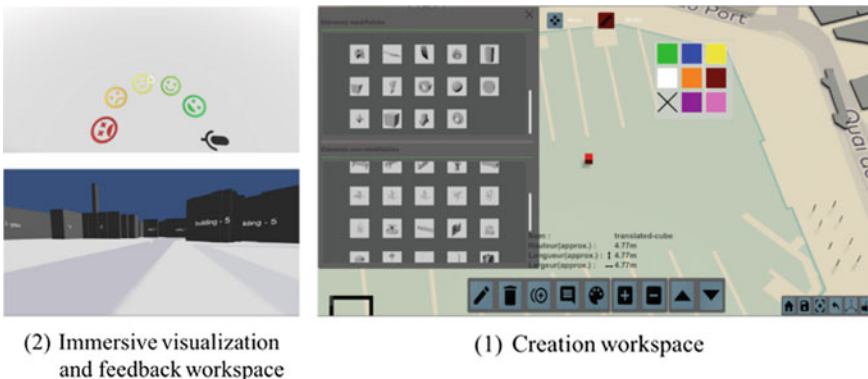 Port
Quai de
building - 5
ilding - 5
Nom : translated-cube
Hauteur(approx.) : 4.77m
Longueur(approx.) : 4.77m
Largeur(approx.) : 4.77m
(2) Immersive visualization
and feedback workspace
(1) Creation workspace